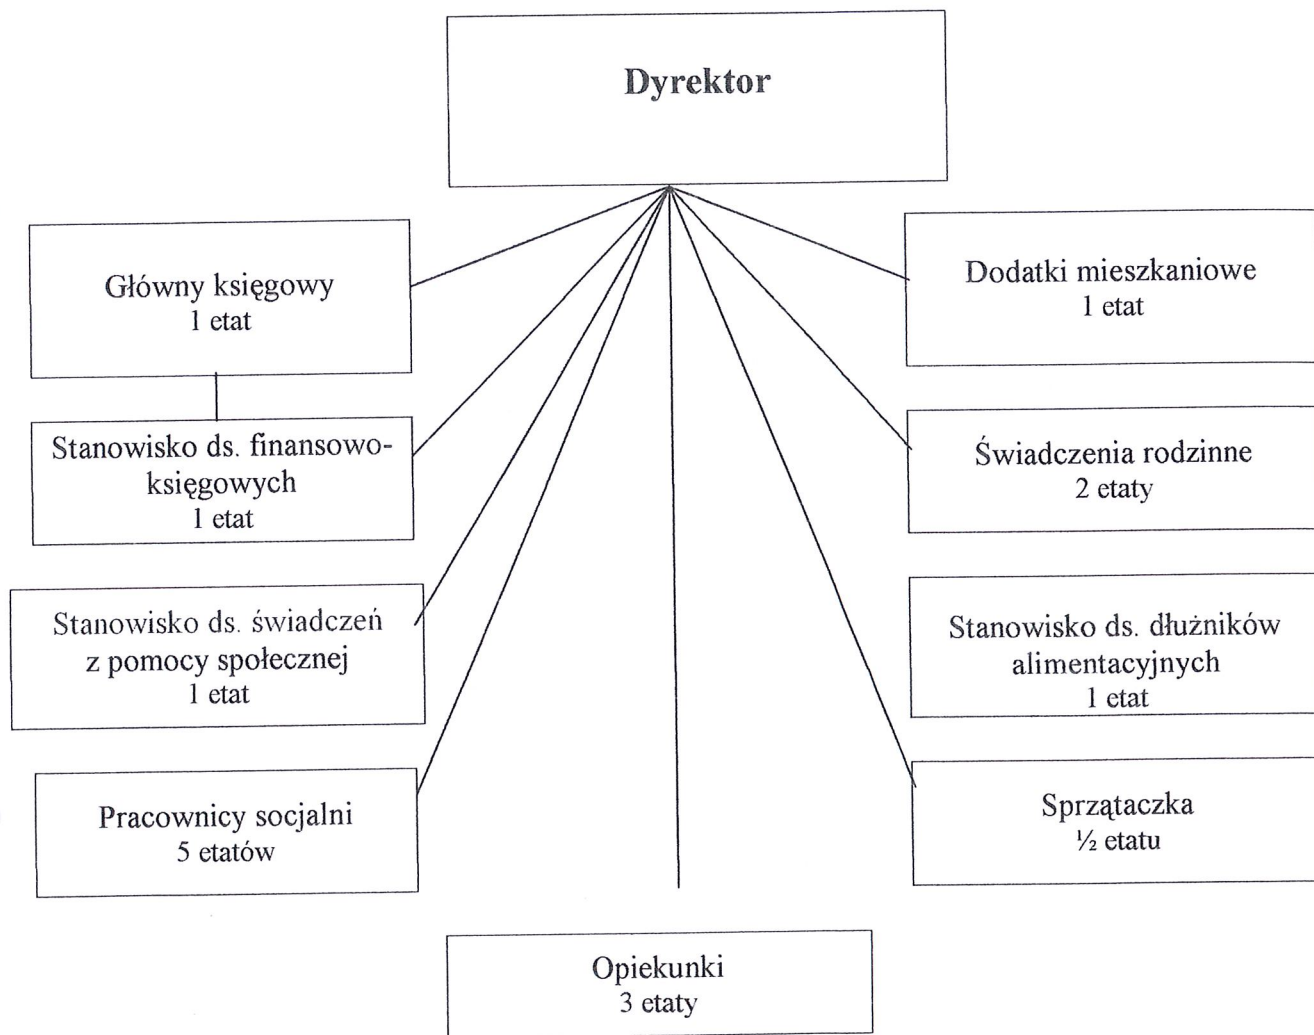 Dyrektor
Główny księgowy
1 etat
Dodatki mieszkaniowe
1 etat
Stanowisko ds. finansowo-
księgowych
1 etat
Świadczenia rodzinne
2 etaty
Stanowisko ds. świadczeń
z pomocy społecznej
1 etat
Stanowisko ds. dłużników
alimentacyjnych
1 etat
Pracownicy socjalni
5 etatów
Sprzątaczka
½ etatu
Opiekunki
3 etaty